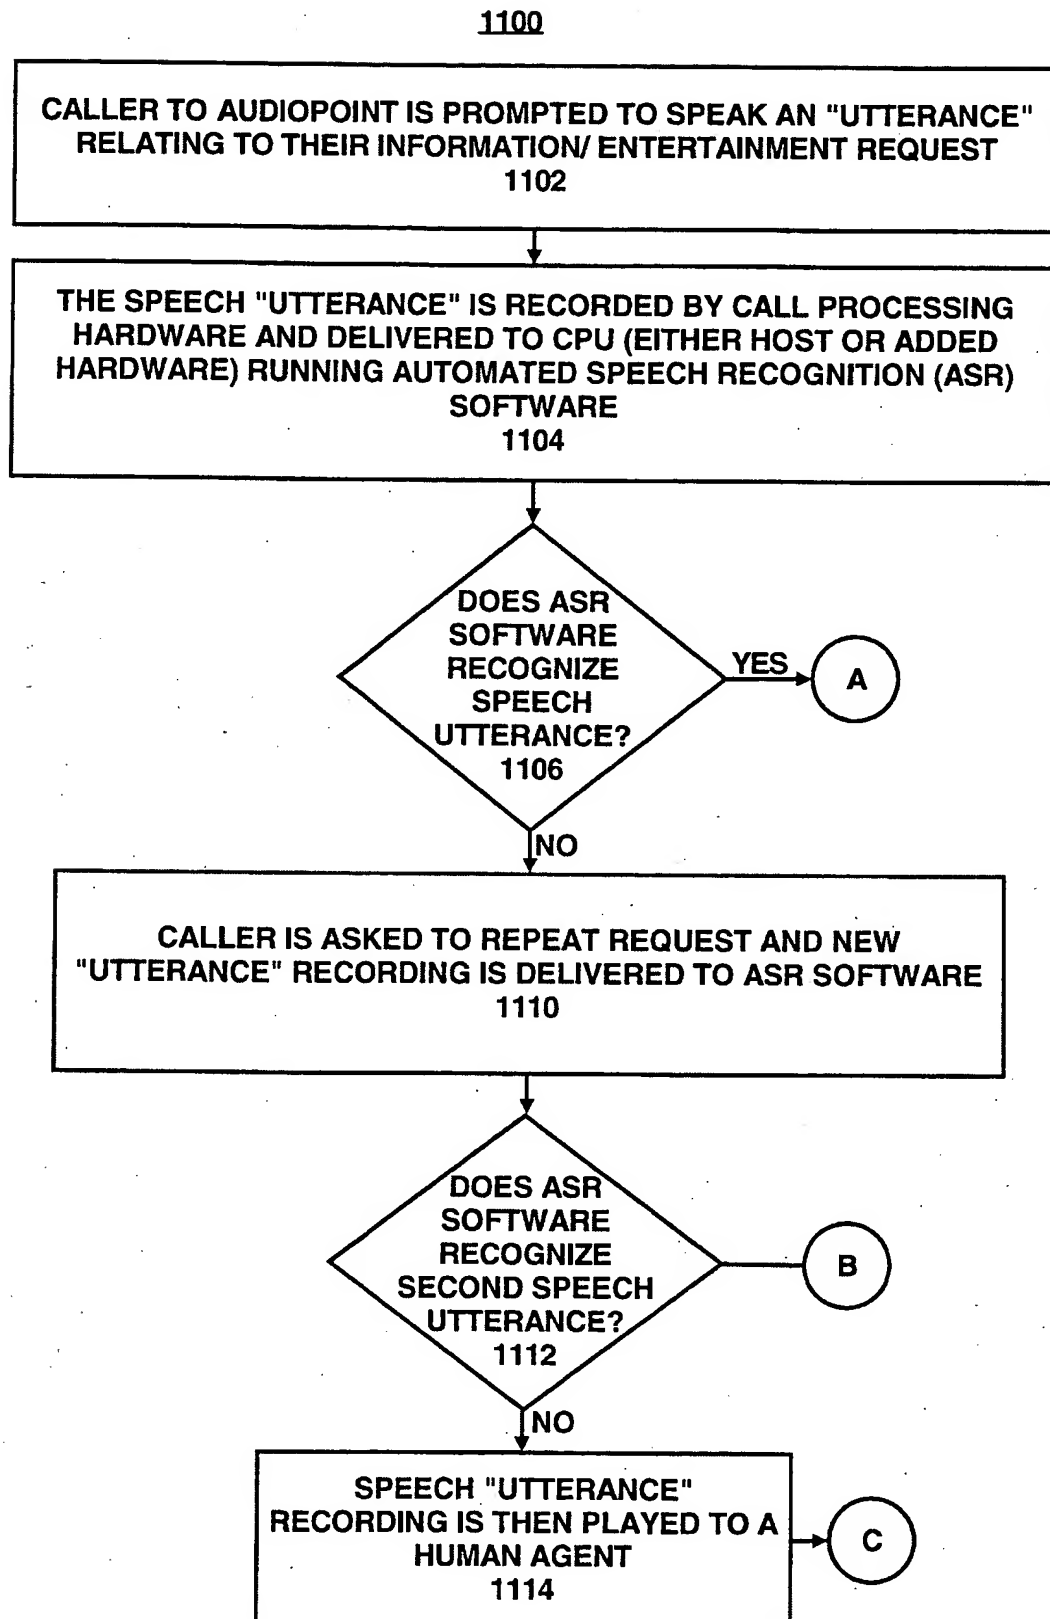 1100
CALLER TO AUDIOPOINT IS PROMPTED TO SPEAK AN "UTTERANCE"
RELATING TO THEIR INFORMATION/ ENTERTAINMENT REQUEST
1102
THE SPEECH "UTTERANCE" IS RECORDED BY CALL PROCESSING
HARDWARE AND DELIVERED TO CPU (EITHER HOST OR ADDED
HARDWARE) RUNNING AUTOMATED SPEECH RECOGNITION (ASR)
SOFTWARE
1104
DOES ASR
SOFTWARE
RECOGNIZE
SPEECH
UTTERANCE?
1106
YES
A
NO
CALLER IS ASKED TO REPEAT REQUEST AND NEW
"UTTERANCE" RECORDING IS DELIVERED TO ASR SOFTWARE
1110
DOES ASR
SOFTWARE
RECOGNIZE
SECOND SPEECH
UTTERANCE?
1112
B
NO
SPEECH "UTTERANCE"
RECORDING IS THEN PLAYED TO A
HUMAN AGENT
1114
C